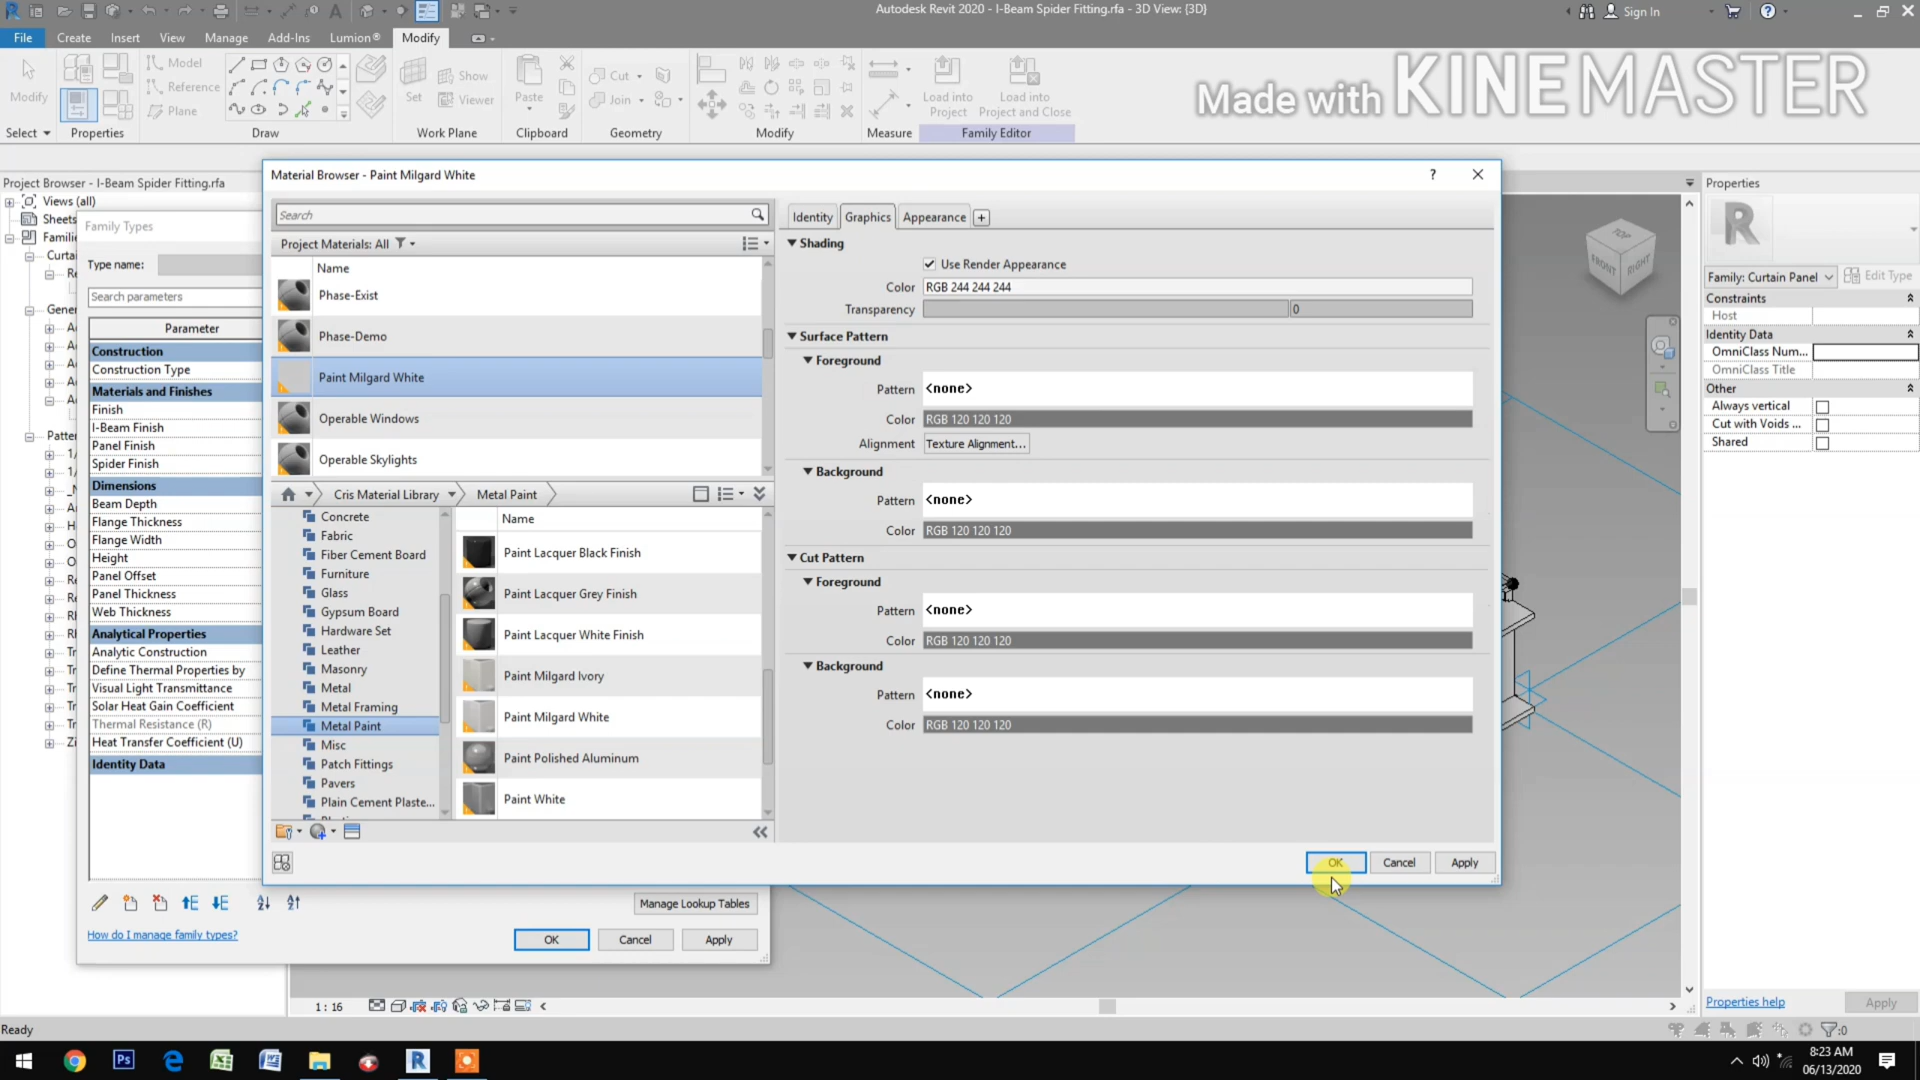 Autodesk Revit 2020 - I-Beam Spider Fitting.rfa - 3D View: {3D}
Sign In
File Create Insert View Manage Add-Ins Lumion® Modify
Made with KINEMASTER
Modify
Model
Reference
Plane
Set
Show
Viewer
Paste
Cut
Join
Load into Project
Load into Project and Close
Select Properties Draw Work Plane Clipboard Geometry Modify Measure Family Editor
Project Browser - I-Beam Spider Fitting.rfa
Views (all)
Sheets
Familie
Curtai
Re
Gener
Patter
Family Types
Type name:
Search parameters
Parameter
Construction
Construction Type
Materials and Finishes
Finish
I-Beam Finish
Panel Finish
Spider Finish
Dimensions
Beam Depth
Flange Thickness
Flange Width
Height
Panel Offset
Panel Thickness
Web Thickness
Analytical Properties
Analytic Construction
Define Thermal Properties by
Visual Light Transmittance
Solar Heat Gain Coefficient
Thermal Resistance (R)
Heat Transfer Coefficient (U)
Identity Data
Manage Lookup Tables
How do I manage family types?
OK Cancel Apply
Material Browser - Paint Milgard White
?
Search
Project Materials: All
Name
Phase-Exist
Phase-Demo
Paint Milgard White
Operable Windows
Operable Skylights
Cris Material Library Metal Paint
Concrete
Fabric
Fiber Cement Board
Furniture
Glass
Gypsum Board
Hardware Set
Leather
Masonry
Metal
Metal Framing
Metal Paint
Misc
Patch Fittings
Pavers
Plain Cement Plaste...
Name
Paint Lacquer Black Finish
Paint Lacquer Grey Finish
Paint Lacquer White Finish
Paint Milgard Ivory
Paint Milgard White
Paint Polished Aluminum
Paint White
Identity Graphics Appearance +
Shading
Use Render Appearance
Color RGB 244 244 244
Transparency 0
Surface Pattern
Foreground
Pattern <none>
Color RGB 120 120 120
Alignment Texture Alignment...
Background
Pattern <none>
Color RGB 120 120 120
Cut Pattern
Foreground
Pattern <none>
Color RGB 120 120 120
Background
Pattern <none>
Color RGB 120 120 120
OK Cancel Apply
TOP
FRONT
RIGHT
Properties
Family: Curtain Panel
Edit Type
Constraints
Host
Identity Data
OmniClass Num...
OmniClass Title
Other
Always vertical
Cut with Voids ...
Shared
Properties help
Apply
1 : 16
Ready
:0
8:23 AM
06/13/2020